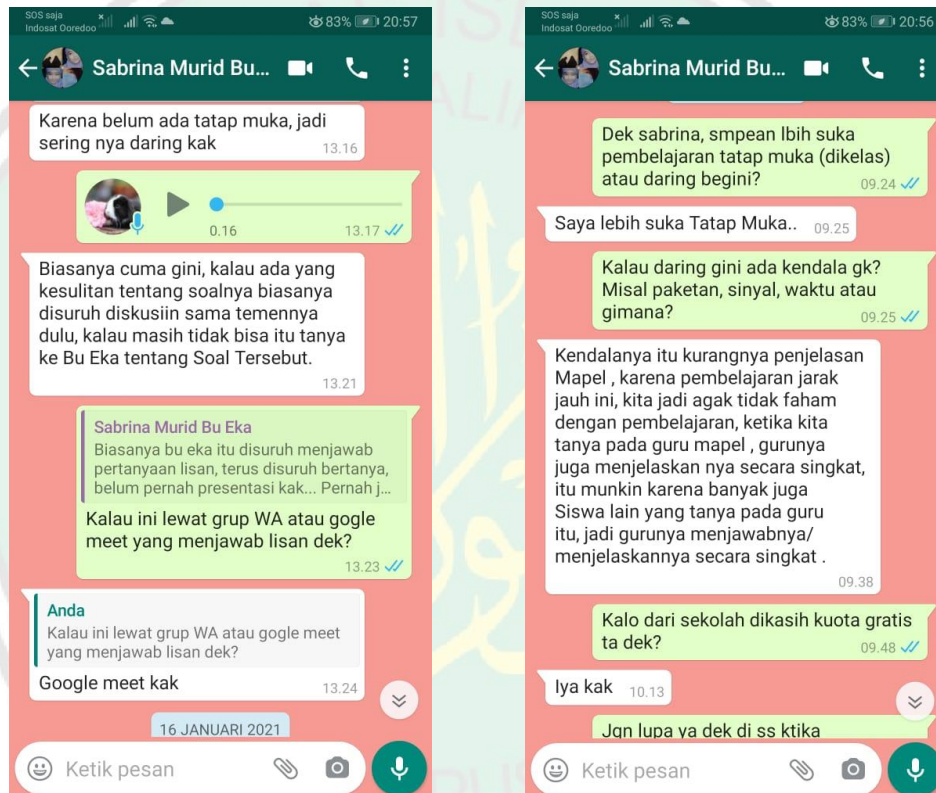 SOS saja
Indosat Ooredoo
83%
20:57
Sabrina Murid Bu...
Karena belum ada tatap muka, jadi
sering nya daring kak
13.16
0.16
13.17
Biasanya cuma gini, kalau ada yang
kesulitan tentang soalnya biasanya
disuruh diskusiin sama temennya
dulu, kalau masih tidak bisa itu tanya
ke Bu Eka tentang Soal Tersebut.
13.21
Sabrina Murid Bu Eka
Biasanya bu eka itu disuruh menjawab
pertanyaan lisan, terus disuruh bertanya,
belum pernah presentasi kak... Pernah j...
Kalau ini lewat grup WA atau gogle
meet yang menjawab lisan dek?
13.23
Anda
Kalau ini lewat grup WA atau gogle meet
yang menjawab lisan dek?
Google meet kak
13.24
16 JANUARI 2021
Ketik pesan
SOS saja
Indosat Ooredoo
83%
20:56
Sabrina Murid Bu...
Dek sabrina, smpean lbih suka
pembelajaran tatap muka (dikelas)
atau daring begini?
09.24
Saya lebih suka Tatap Muka..
09.25
Kalau daring gini ada kendala gk?
Misal paketan, sinyal, waktu atau
gimana?
09.25
Kendalanya itu kurangnya penjelasan
Mapel , karena pembelajaran jarak
jauh ini, kita jadi agak tidak faham
dengan pembelajaran, ketika kita
tanya pada guru mapel , gurunya
juga menjelaskan nya secara singkat,
itu munkin karena banyak juga
Siswa lain yang tanya pada guru
itu, jadi gurunya menjawabnya/
menjelaskannya secara singkat .
09.38
Kalo dari sekolah dikasih kuota gratis
ta dek?
09.48
Iya kak
10.13
Jgn lupa ya dek di ss ktika
Ketik pesan